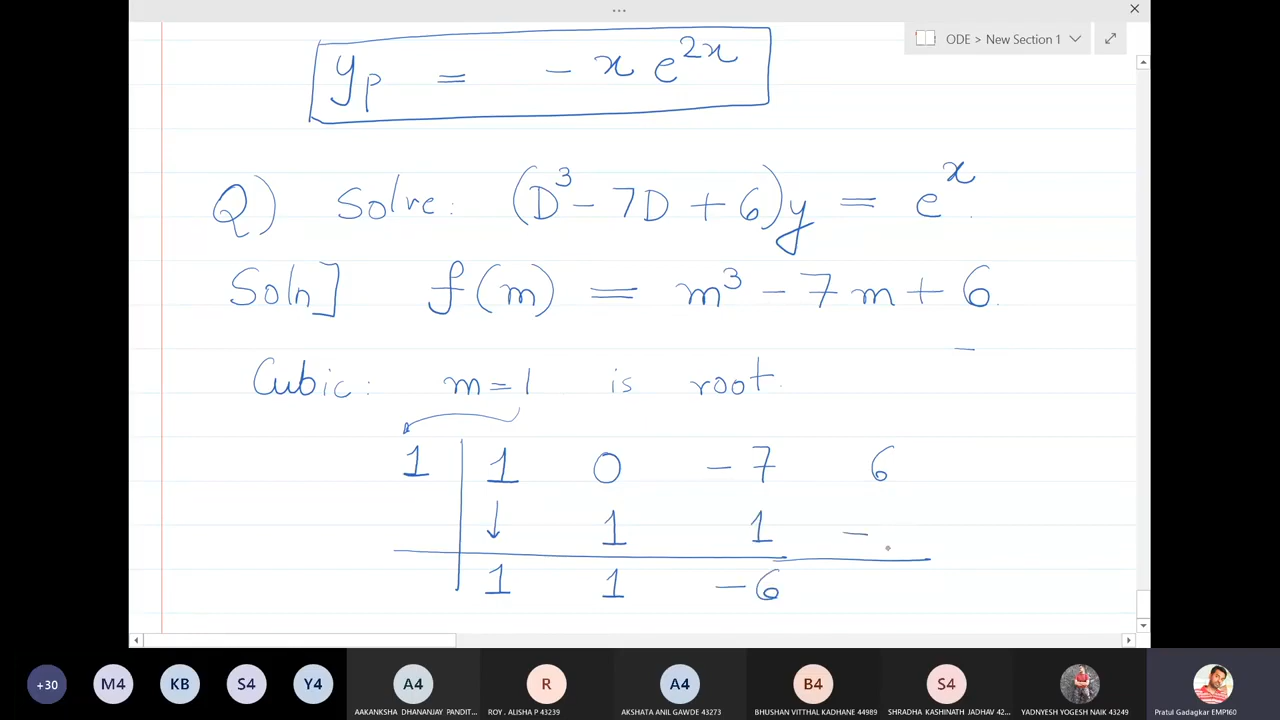 ODE > New Section 1
yₚ = - x e^{2x}
Q) Solve: (D³ - 7D + 6)y = e^x.
Soln] f(m) = m³ - 7m + 6.
Cubic: m = 1 is root.
1 | 1 0 - 7 6
↓ 1 1 -
1 1 - 6
+30 M4 KB S4 Y4 A4 R A4 B4 S4
AAKANKSHA DHANANJAY PANDIT... ROY . ALISHA P 43239 AKSHATA ANIL GAWDE 43273 BHUSHAN VITTHAL KADHANE 44989 SHRADHA KASHINATH JADHAV 42... YADNYESH YOGESH NAIK 43249 Pratul Gadagkar EMP160